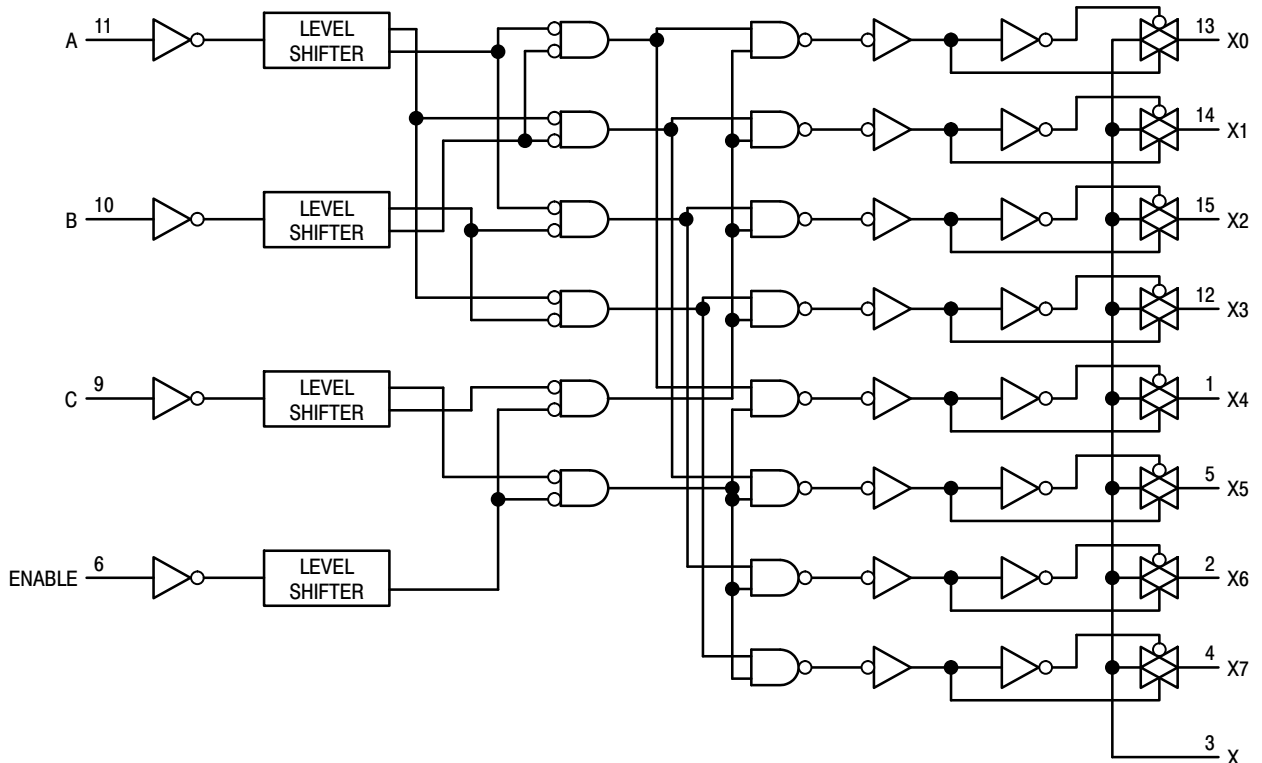 A 11 LEVEL SHIFTER 13 X0
14 X1
B 10 LEVEL SHIFTER 15 X2
12 X3
C 9 LEVEL SHIFTER 1 X4
5 X5
ENABLE 6 LEVEL SHIFTER 2 X6
4 X7
3 X